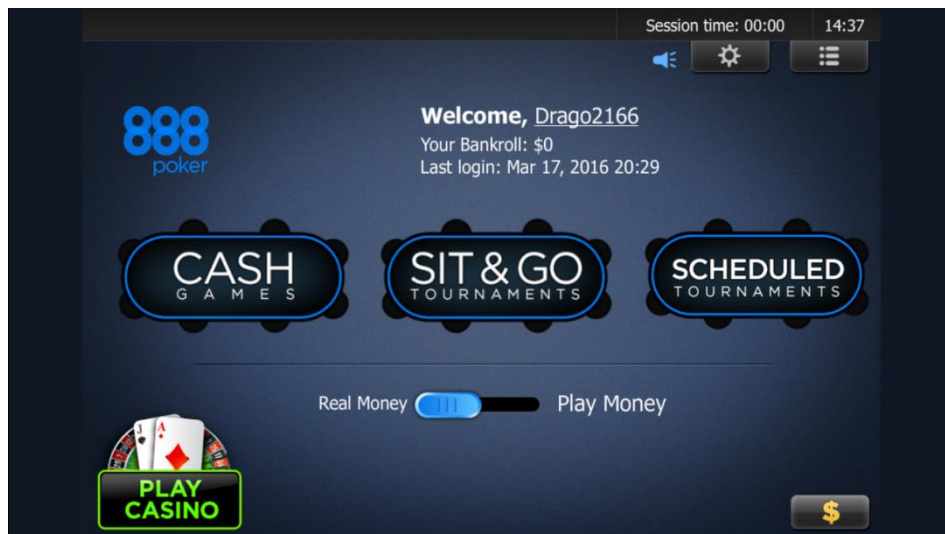 Session time: 00:00 14:37
888
poker
Welcome, Drago2166
Your Bankroll: $0
Last login: Mar 17, 2016 20:29
CASH
GAMES
SIT & GO
TOURNAMENTS
SCHEDULED
TOURNAMENTS
Real Money
Play Money
J
A
PLAY
CASINO
$